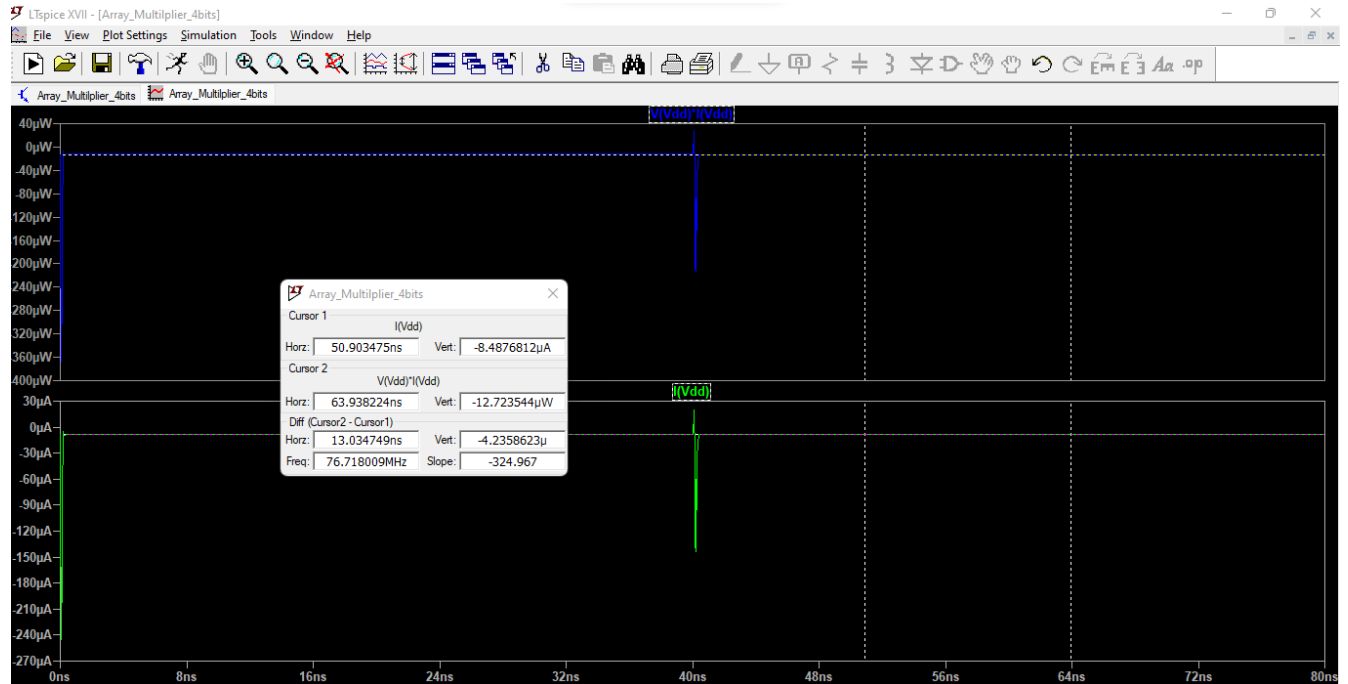 LTspice XVII - [Array_Multilplier_4bits]
File View Plot Settings Simulation Tools Window Help
Array_Multilplier_4bits Array_Multilplier_4bits
V(Vdd)*I(Vdd)
40µW
0µW
-40µW
-80µW
120µW
160µW
200µW
240µW
280µW
320µW
360µW
400µW
Array_Multilplier_4bits
Cursor 1
I(Vdd)
Horz: 50.903475ns Vert: -8.4876812µA
Cursor 2
V(Vdd)*I(Vdd)
Horz: 63.938224ns Vert: -12.723544µW
Diff (Cursor2 - Cursor1)
Horz: 13.034749ns Vert: -4.2358623µ
Freq: 76.718009MHz Slope: -324.967
I(Vdd)
30µA
0µA
-30µA
-60µA
-90µA
-120µA
-150µA
-180µA
-210µA
-240µA
-270µA
0ns 8ns 16ns 24ns 32ns 40ns 48ns 56ns 64ns 72ns 80ns